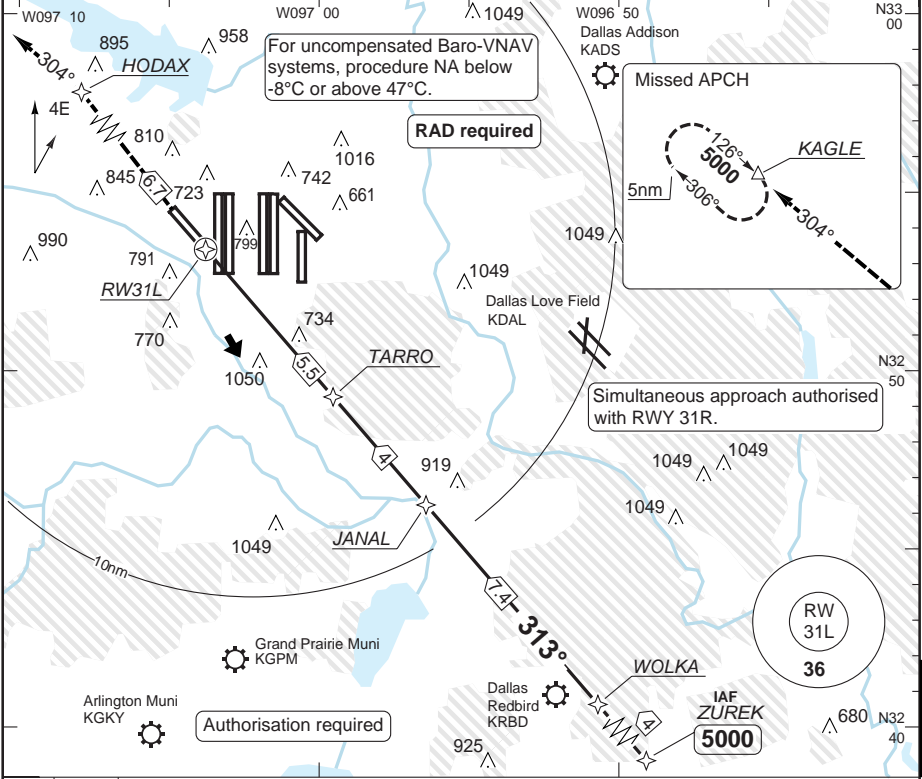 W097 10
W097 00
W096 50
N33
00
1049
Dallas Addison
KADS
895
958
304°
HODAX
For uncompensated Baro-VNAV
systems, procedure NA below
-8°C or above 47°C.
Missed APCH
4E
RAD required
810
1016
126°
5000
KAGLE
845
6.7
723
742
661
5nm
306°
304°
990
799
1049
791
1049
RW31L
Dallas Love Field
KDAL
770
734
TARRO
N32
50
1050
5.5
Simultaneous approach authorised
with RWY 31R.
4
919
1049
1049
1049
JANAL
1049
10nm
7.4
RW
31L
36
313°
Grand Prairie Muni
KGPM
WOLKA
Dallas
Redbird
KRBD
IAF
ZUREK
5000
4
Arlington Muni
KGKY
Authorisation required
680
N32
40
925